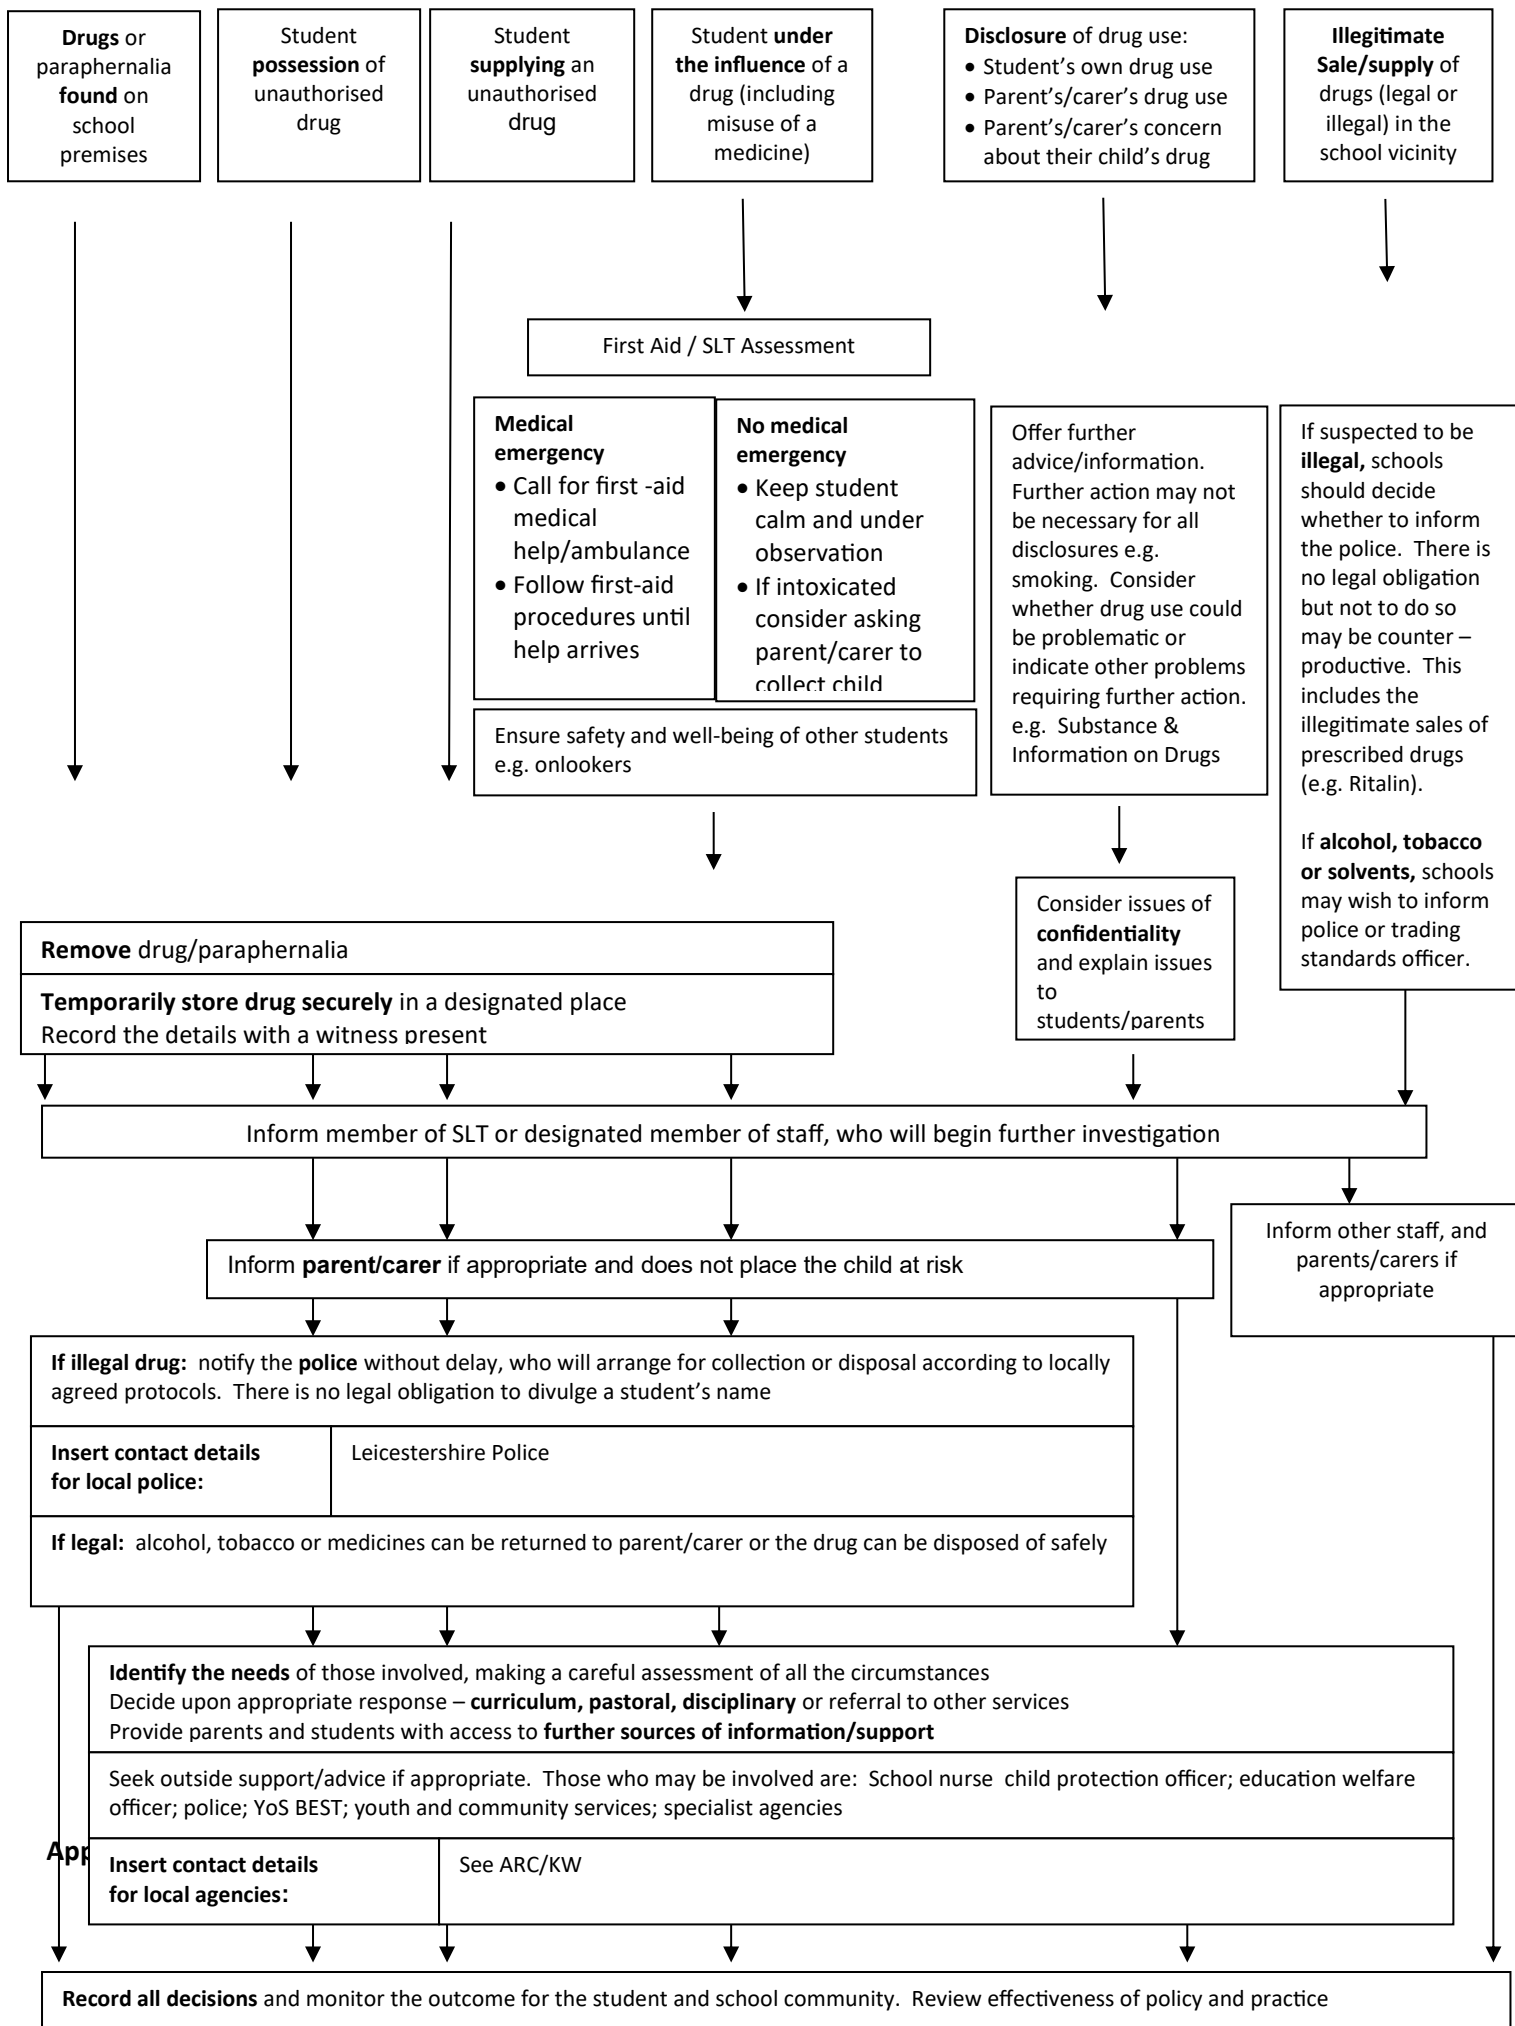 Drugs or
paraphernalia
found on
school
premises
Student
possession of
unauthorised
drug
Student
supplying an
unauthorised
drug
Student under
the influence of a
drug (including
misuse of a
medicine)
Disclosure of drug use:
• Student's own drug use
• Parent's/carer's drug use
• Parent's/carer's concern
about their child's drug
Illegitimate
Sale/supply of
drugs (legal or
illegal) in the
school vicinity
First Aid / SLT Assessment
Medical
emergency
• Call for first -aid
medical
help/ambulance
• Follow first-aid
procedures until
help arrives
No medical
emergency
• Keep student
calm and under
observation
• If intoxicated
consider asking
parent/carer to
collect child
Ensure safety and well-being of other students
e.g. onlookers
Offer further
advice/information.
Further action may not
be necessary for all
disclosures e.g.
smoking.  Consider
whether drug use could
be problematic or
indicate other problems
requiring further action.
e.g.  Substance &
Information on Drugs
If suspected to be
illegal, schools
should decide
whether to inform
the police.  There is
no legal obligation
but not to do so
may be counter –
productive.  This
includes the
illegitimate sales of
prescribed drugs
(e.g. Ritalin).
If alcohol, tobacco
or solvents, schools
may wish to inform
police or trading
standards officer.
Consider issues of
confidentiality
and explain issues
to
students/parents
Remove drug/paraphernalia
Temporarily store drug securely in a designated place
Record the details with a witness present
Inform member of SLT or designated member of staff, who will begin further investigation
Inform other staff, and
parents/carers if
appropriate
Inform parent/carer if appropriate and does not place the child at risk
If illegal drug:  notify the police without delay, who will arrange for collection or disposal according to locally
agreed protocols.  There is no legal obligation to divulge a student's name
Insert contact details
for local police:
Leicestershire Police
If legal:  alcohol, tobacco or medicines can be returned to parent/carer or the drug can be disposed of safely
Identify the needs of those involved, making a careful assessment of all the circumstances
Decide upon appropriate response – curriculum, pastoral, disciplinary or referral to other services
Provide parents and students with access to further sources of information/support
Seek outside support/advice if appropriate.  Those who may be involved are:  School nurse  child protection officer; education welfare
officer; police; YoS BEST; youth and community services; specialist agencies
App
Insert contact details
for local agencies:
See ARC/KW
Record all decisions and monitor the outcome for the student and school community.  Review effectiveness of policy and practice